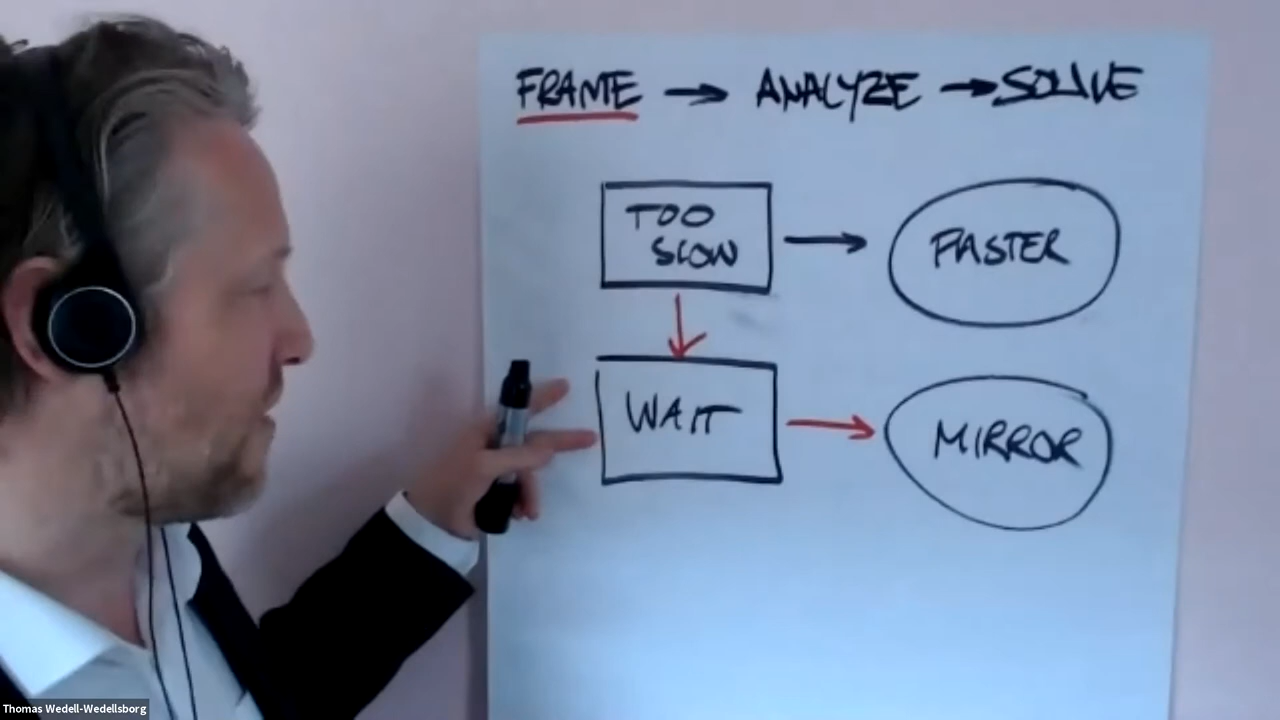 FRAME → ANALYZE → SOLVE
TOO
SLOW
FASTER
WAIT
MIRROR
Thomas Wedell-Wedellsborg